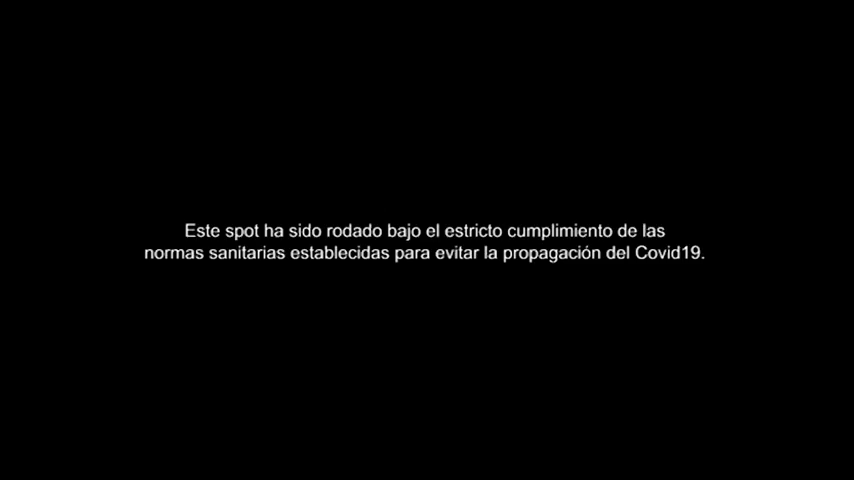 Este spot ha sido rodado bajo el estricto cumplimiento de las
normas sanitarias establecidas para evitar la propagación del Covid19.